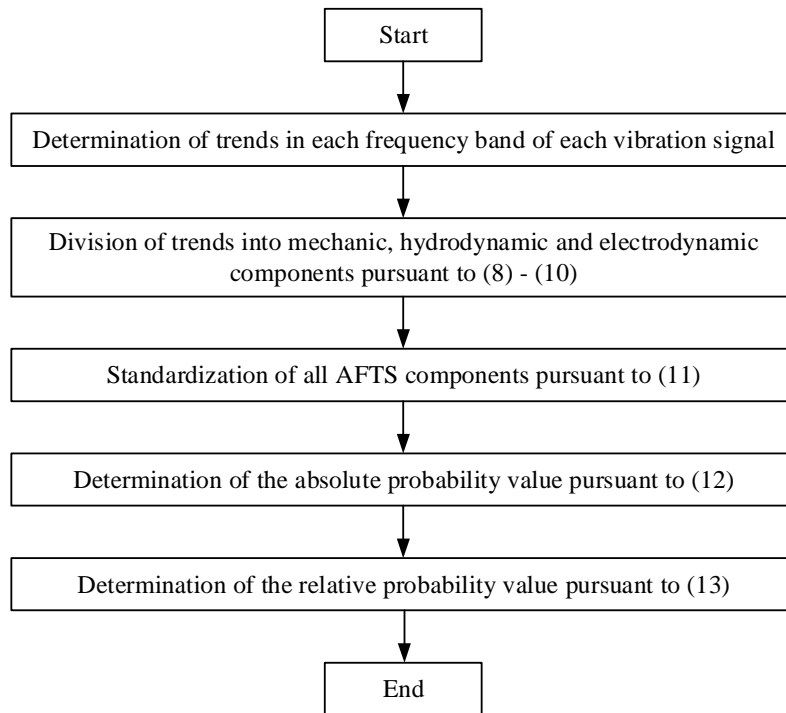 Start
Determination of trends in each frequency band of each vibration signal
Division of trends into mechanic, hydrodynamic and electrodynamic
components pursuant to (8) - (10)
Standardization of all AFTS components pursuant to (11)
Determination of the absolute probability value pursuant to (12)
Determination of the relative probability value pursuant to (13)
End